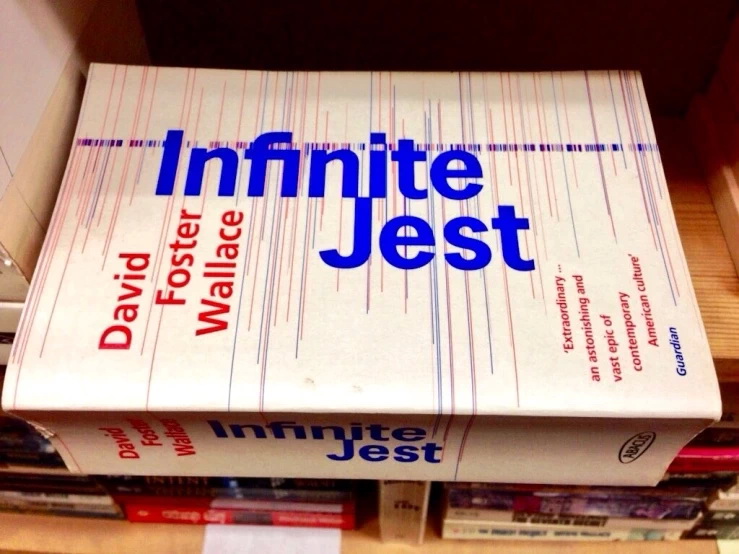 Infinite
Jest
David
Foster
Wallace
'Extraordinary ...
an astonishing and
vast epic of
contemporary
American culture'
Guardian
David
Foster
Wallace
Infinite
Jest
ABACUS